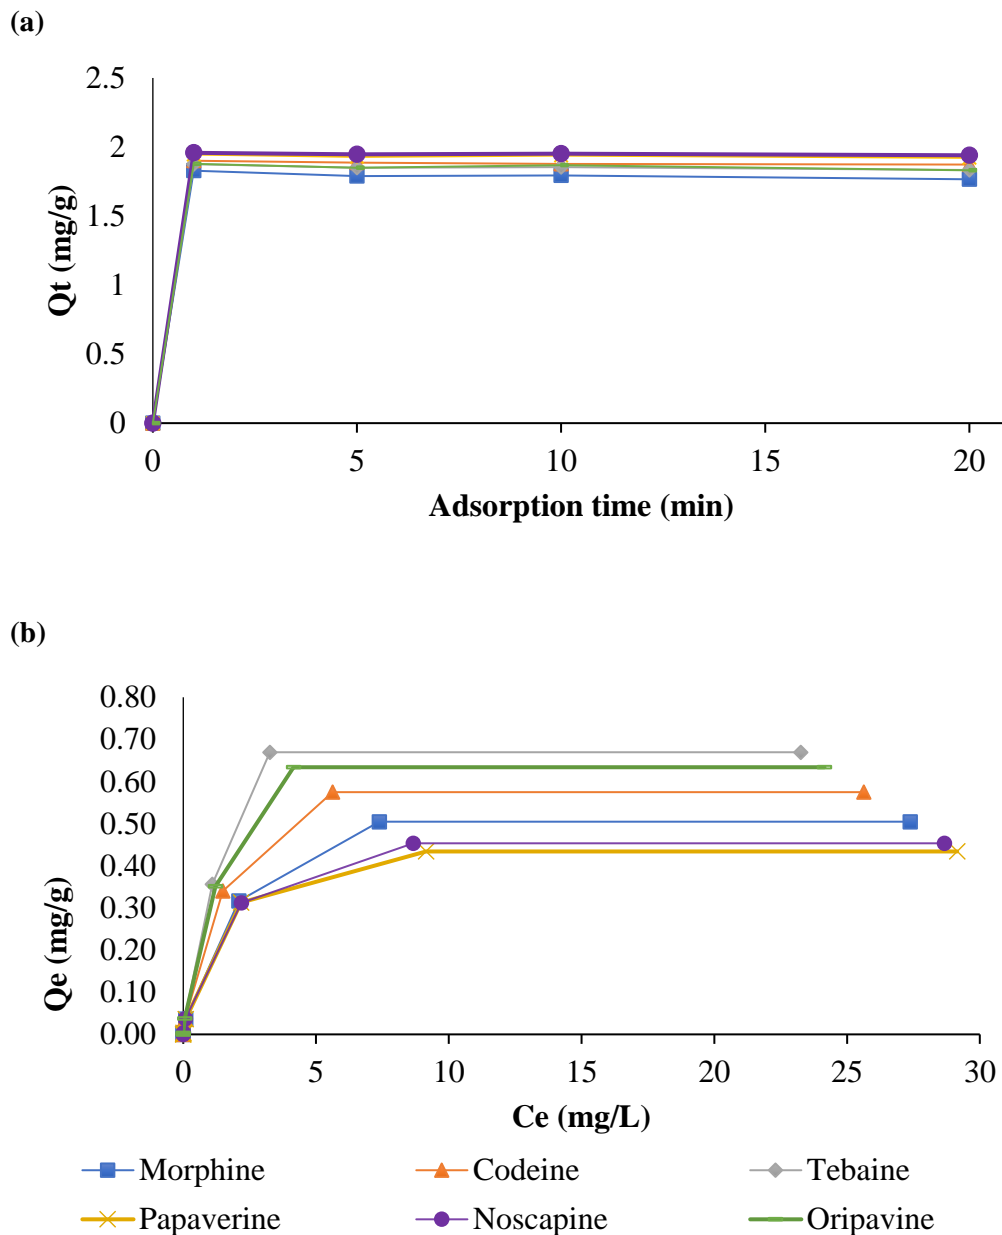 (a)
2.5
2
1.5
1
0.5
0
Qt (mg/g)
0 5 10 15 20
Adsorption time (min)
(b)
0.80
0.70
0.60
0.50
0.40
0.30
0.20
0.10
0.00
Qe (mg/g)
0 5 10 15 20 25 30
Ce (mg/L)
Morphine Codeine Tebaine
Papaverine Noscapine Oripavine